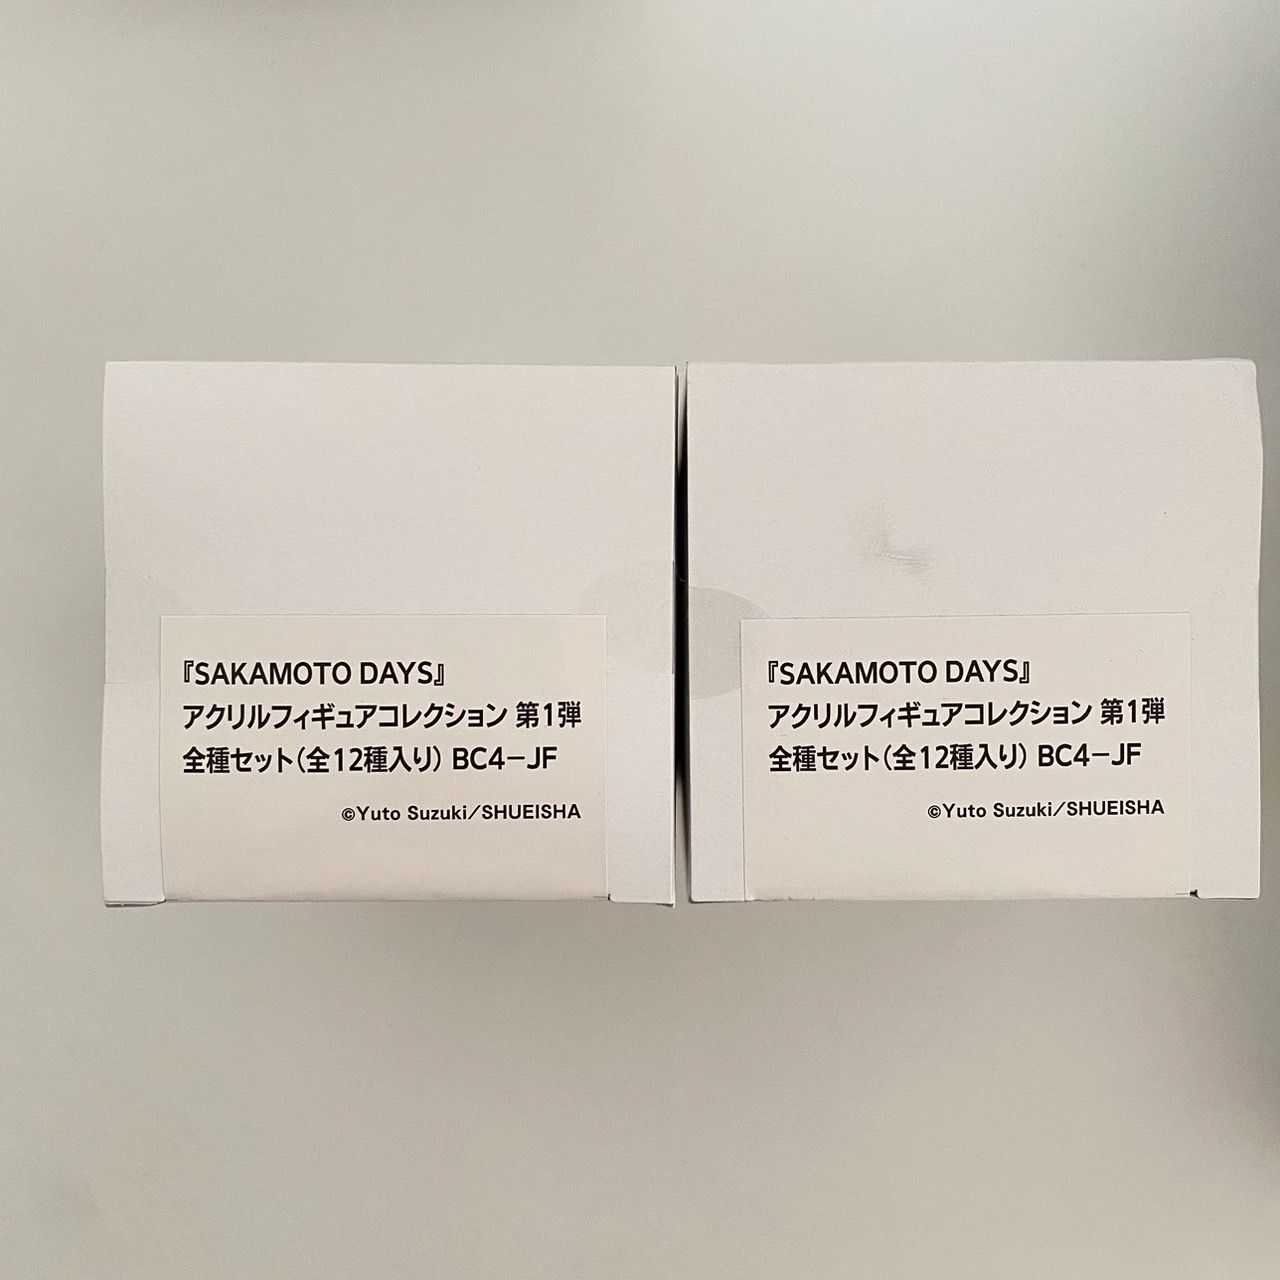 『SAKAMOTO DAYS』
アクリルフィギュアコレクション 第1弾
全種セット(全12種入り) BC4-JF
©Yuto Suzuki/SHUEISHA
『SAKAMOTO DAYS』
アクリルフィギュアコレクション 第1弾
全種セット(全12種入り) BC4-JF
©Yuto Suzuki/SHUEISHA